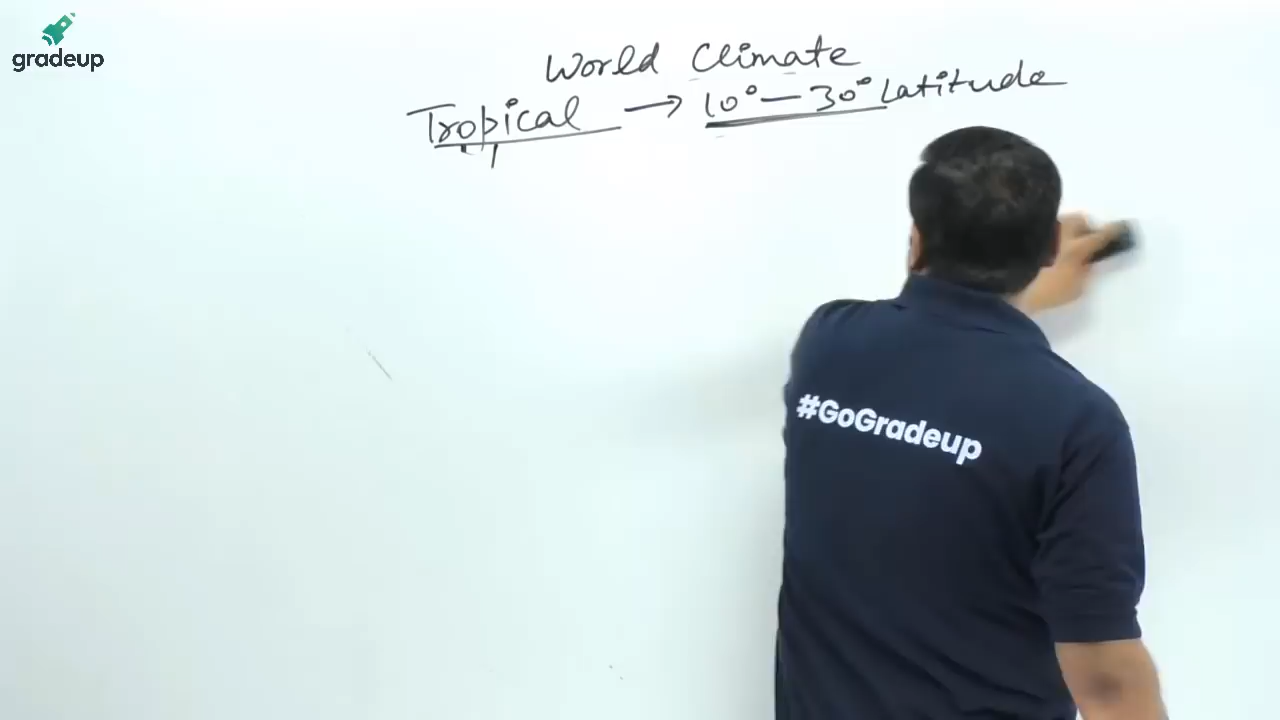 gradeup
World Climate
Tropical → 10° — 30° Latitude
#GoGradeup